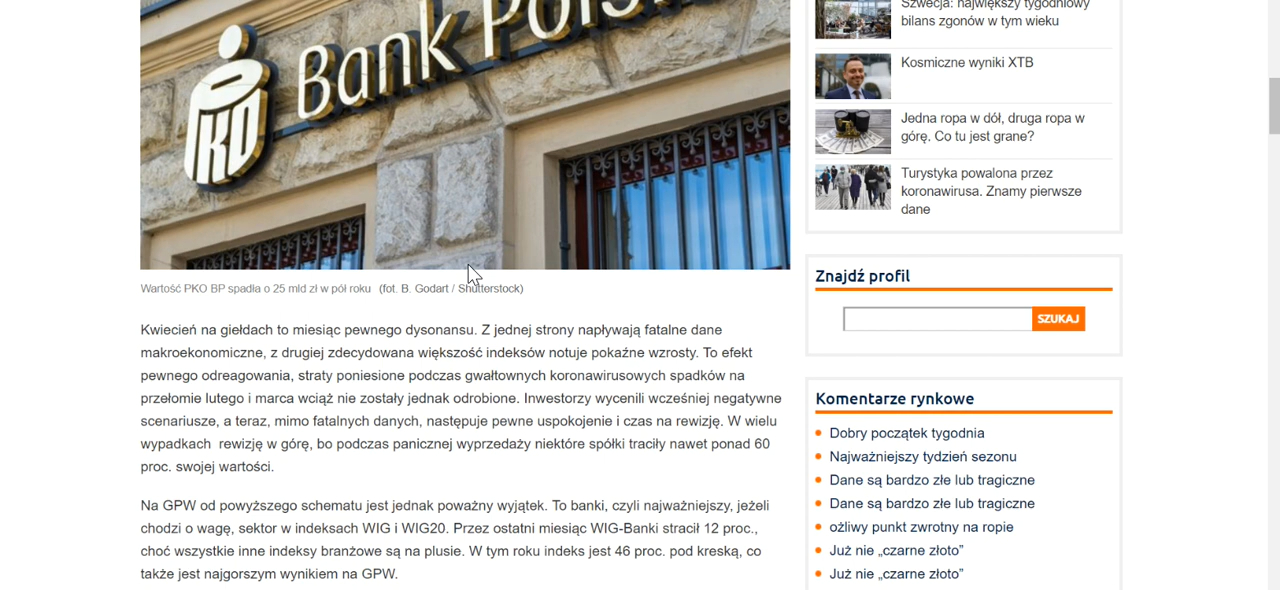 Bank Polski
PKO
Wartość PKO BP spadła o 25 mld zł w pół roku (fot. B. Godart / Shutterstock)
Kwiecień na giełdach to miesiąc pewnego dysonansu. Z jednej strony napływają fatalne dane
makroekonomiczne, z drugiej zdecydowana większość indeksów notuje pokaźne wzrosty. To efekt
pewnego odreagowania, straty poniesione podczas gwałtownych koronawirusowych spadków na
przełomie lutego i marca wciąż nie zostały jednak odrobione. Inwestorzy wycenili wcześniej negatywne
scenariusze, a teraz, mimo fatalnych danych, następuje pewne uspokojenie i czas na rewizję. W wielu
wypadkach rewizję w górę, bo podczas panicznej wyprzedaży niektóre spółki traciły nawet ponad 60
proc. swojej wartości.
Na GPW od powyższego schematu jest jednak poważny wyjątek. To banki, czyli najważniejszy, jeżeli
chodzi o wagę, sektor w indeksach WIG i WIG20. Przez ostatni miesiąc WIG-Banki stracił 12 proc.,
choć wszystkie inne indeksy branżowe są na plusie. W tym roku indeks jest 46 proc. pod kreską, co
także jest najgorszym wynikiem na GPW.
Szwecja: największy tygodniowy
bilans zgonów w tym wieku
Kosmiczne wyniki XTB
Jedna ropa w dół, druga ropa w
górę. Co tu jest grane?
Turystyka powalona przez
koronawirusa. Znamy pierwsze
dane
Znajdź profil
SZUKAJ
Komentarze rynkowe
Dobry początek tygodnia
Najważniejszy tydzień sezonu
Dane są bardzo złe lub tragiczne
Dane są bardzo złe lub tragiczne
ożliwy punkt zwrotny na ropie
Już nie „czarne złoto”
Już nie „czarne złoto”